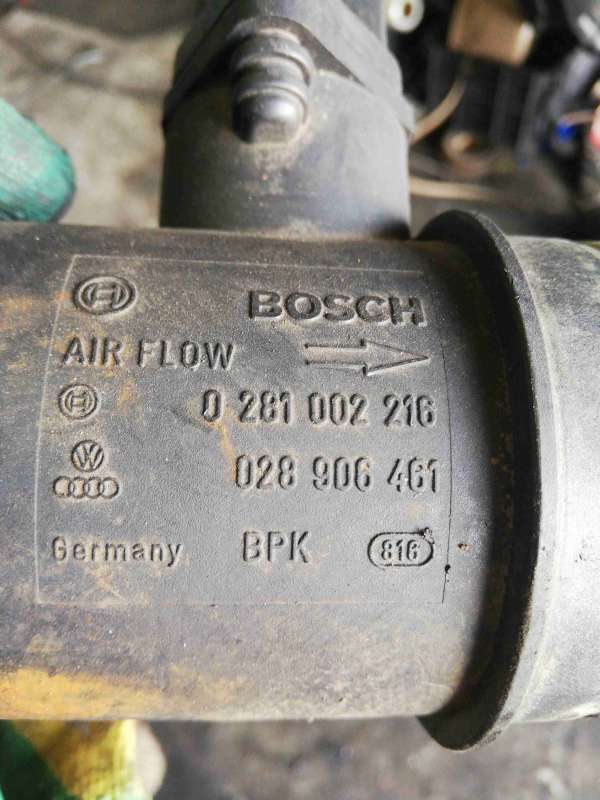 BOSCH
AIR FLOW
0 281 002 216
028 906 461
Germany BPK 816